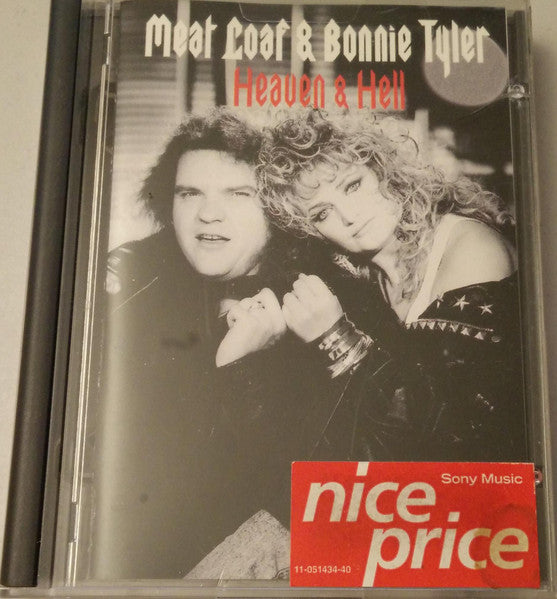 Meat Loaf & Bonnie Tyler
Heaven & Hell
Sony Music
nice
price
11-051434-40